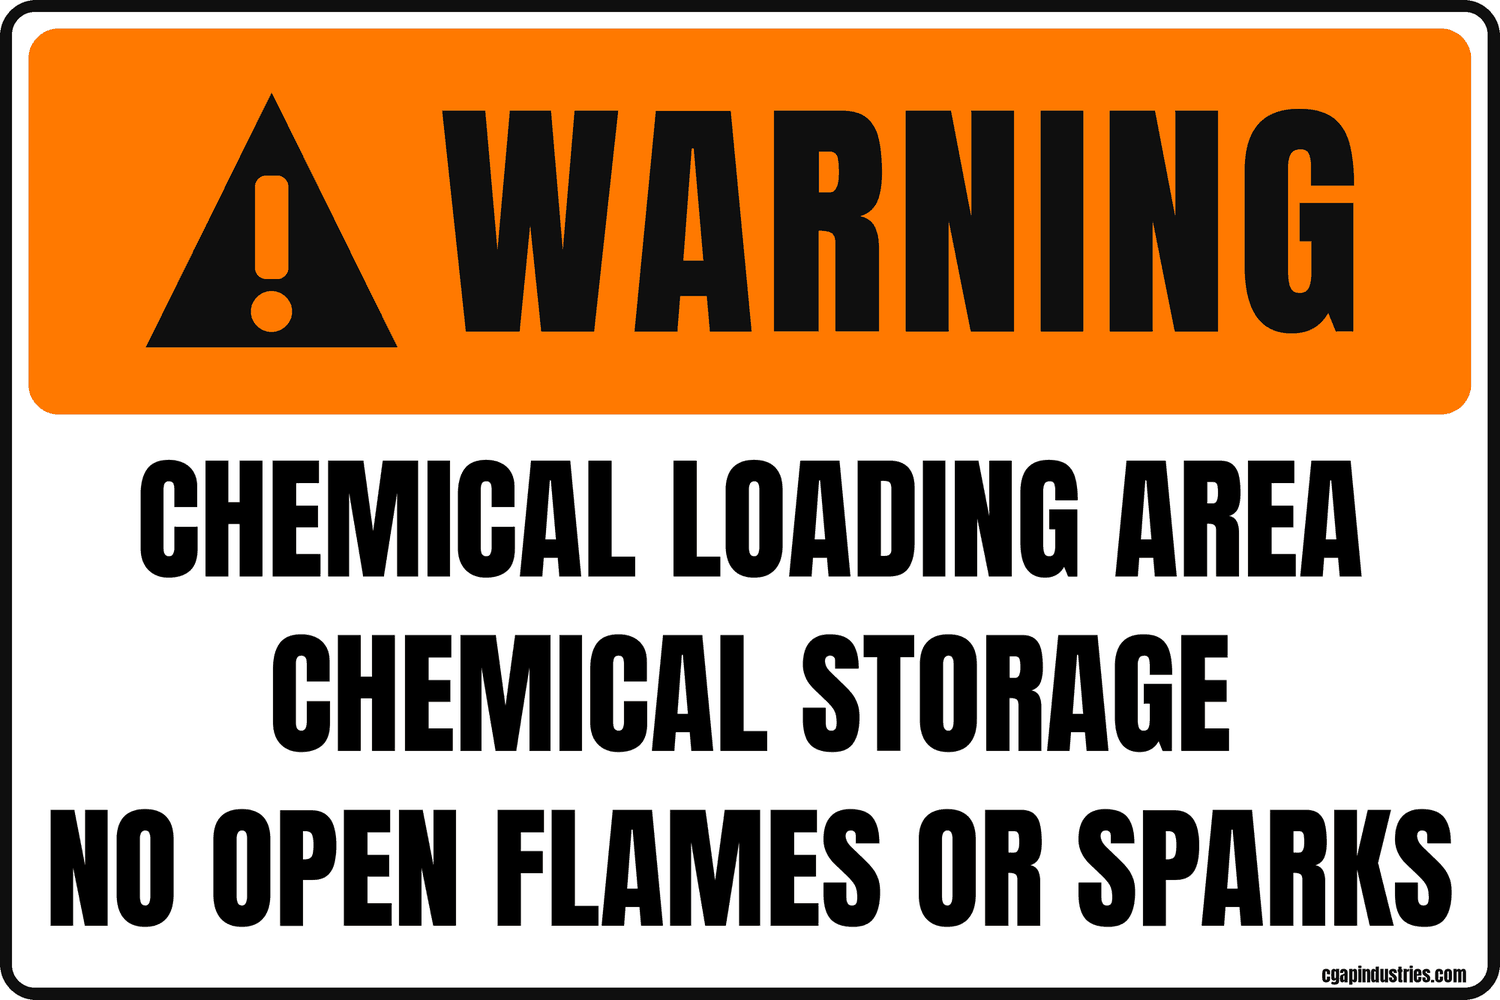 WARNING
CHEMICAL LOADING AREA
CHEMICAL STORAGE
NO OPEN FLAMES OR SPARKS
cgapindustries.com